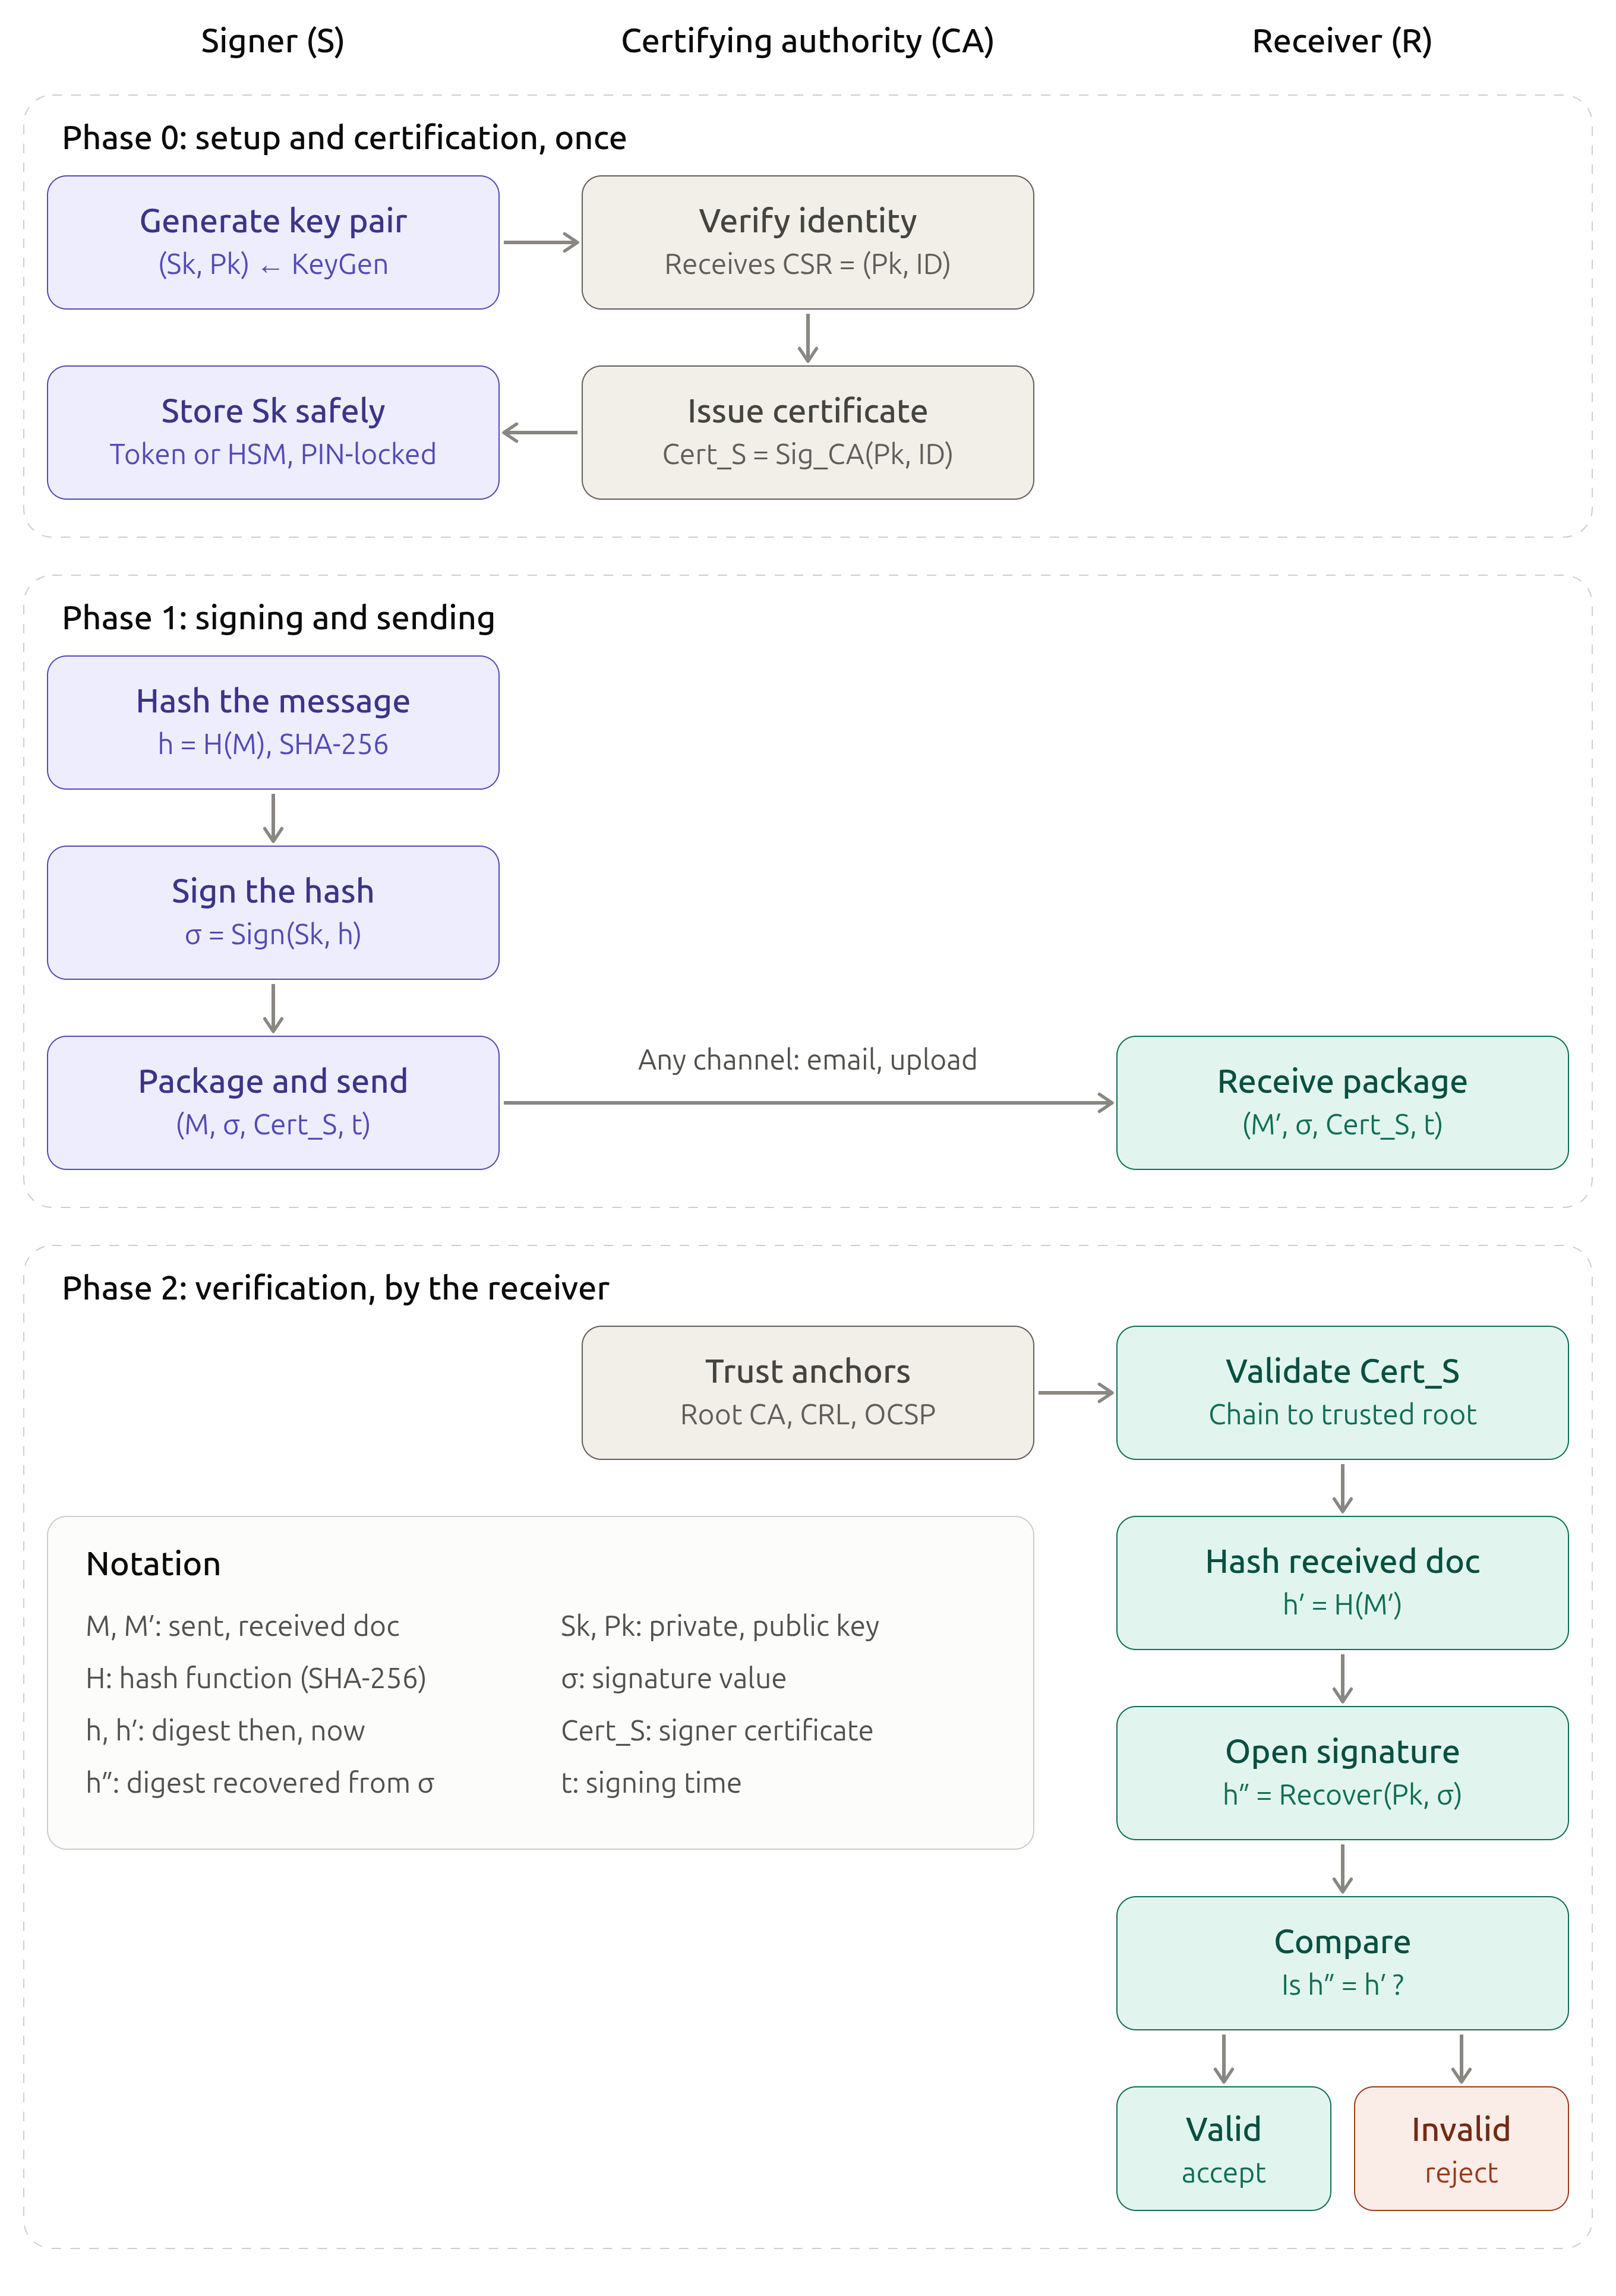 Signer (S)
Certifying authority (CA)
Receiver (R)
Phase 0: setup and certification, once
Generate key pair
(Sk, Pk) ← KeyGen
Verify identity
Receives CSR = (Pk, ID)
Store Sk safely
Token or HSM, PIN-locked
Issue certificate
Cert_S = Sig_CA(Pk, ID)
Phase 1: signing and sending
Hash the message
h = H(M), SHA-256
Sign the hash
σ = Sign(Sk, h)
Package and send
(M, σ, Cert_S, t)
Any channel: email, upload
Receive package
(M′, σ, Cert_S, t)
Phase 2: verification, by the receiver
Trust anchors
Root CA, CRL, OCSP
Validate Cert_S
Chain to trusted root
Notation
M, M′: sent, received doc
H: hash function (SHA-256)
h, h′: digest then, now
h″: digest recovered from σ
Sk, Pk: private, public key
σ: signature value
Cert_S: signer certificate
t: signing time
Hash received doc
h′ = H(M′)
Open signature
h″ = Recover(Pk, σ)
Compare
Is h″ = h′ ?
Valid
accept
Invalid
reject